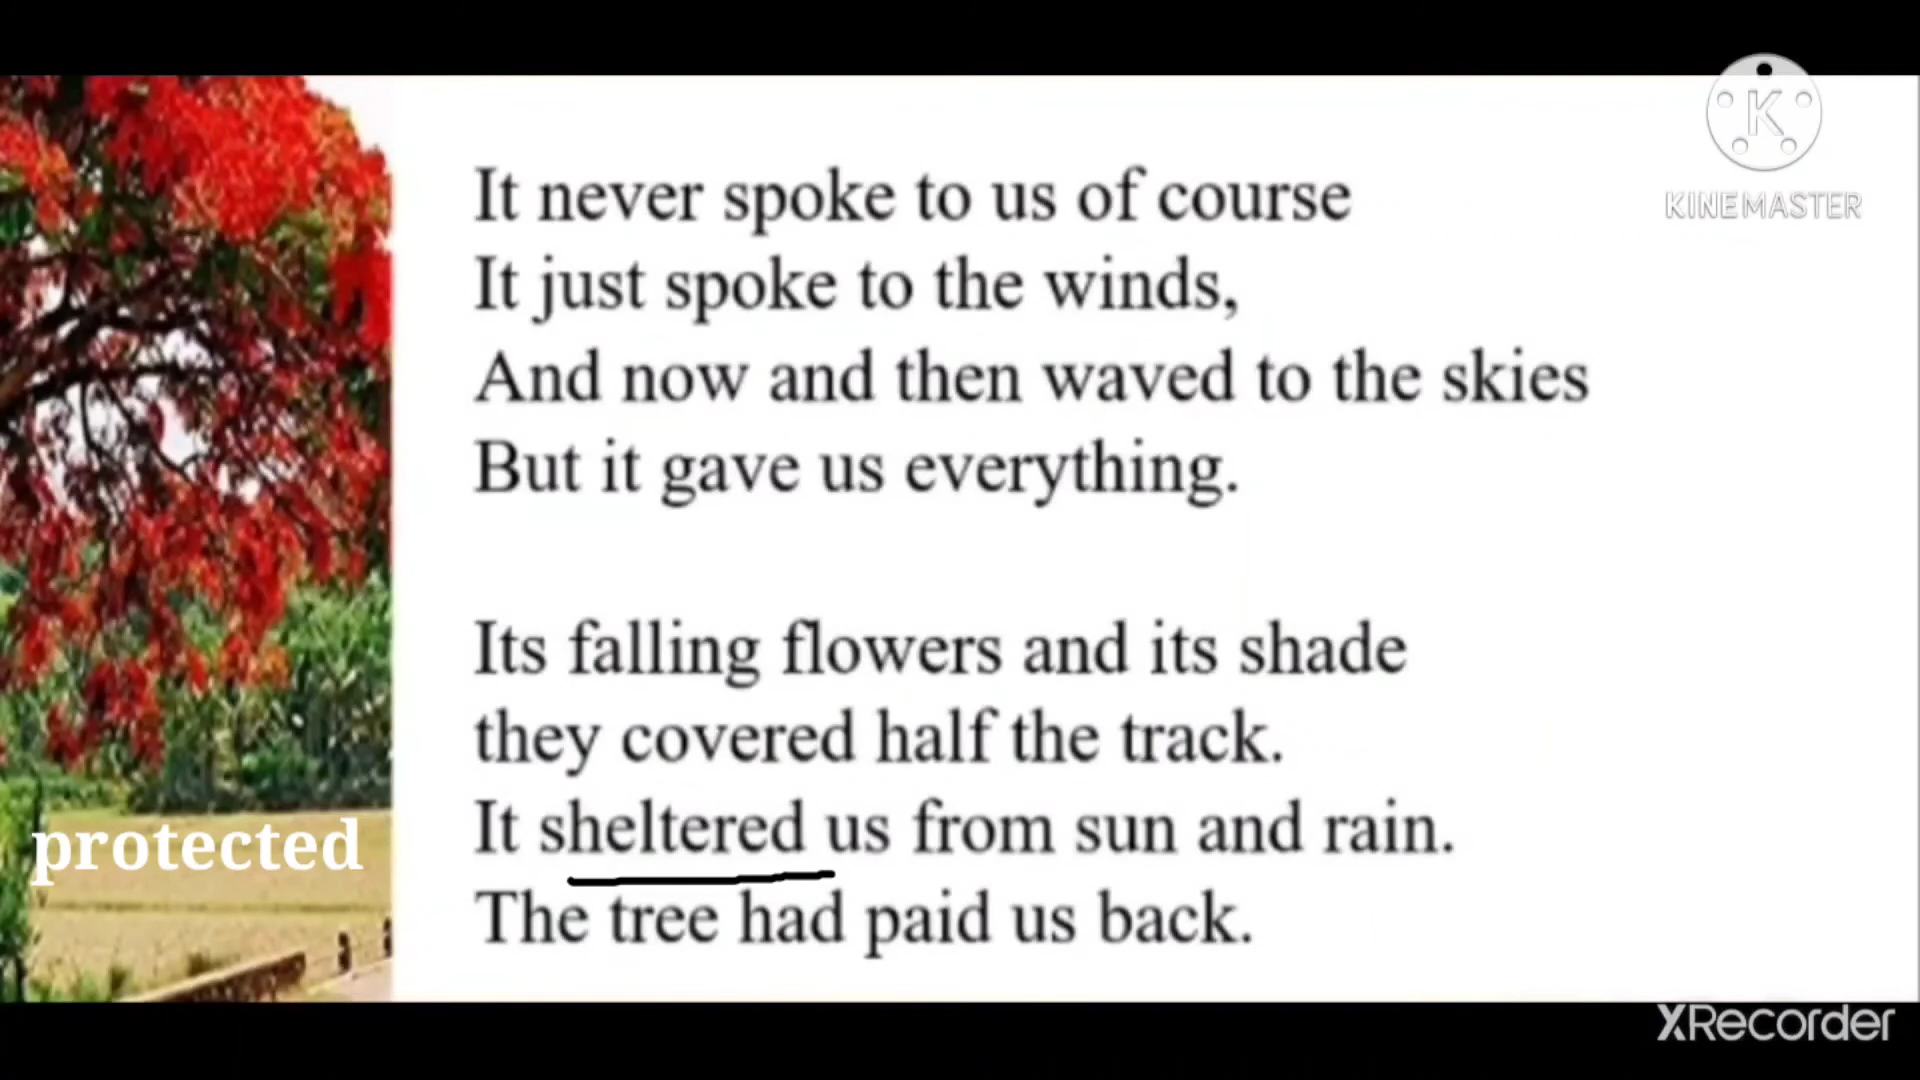 KINEMASTER
It never spoke to us of course
It just spoke to the winds,
And now and then waved to the skies
But it gave us everything.
Its falling flowers and its shade
they covered half the track.
It sheltered us from sun and rain.
protected
The tree had paid us back.
XRecorder